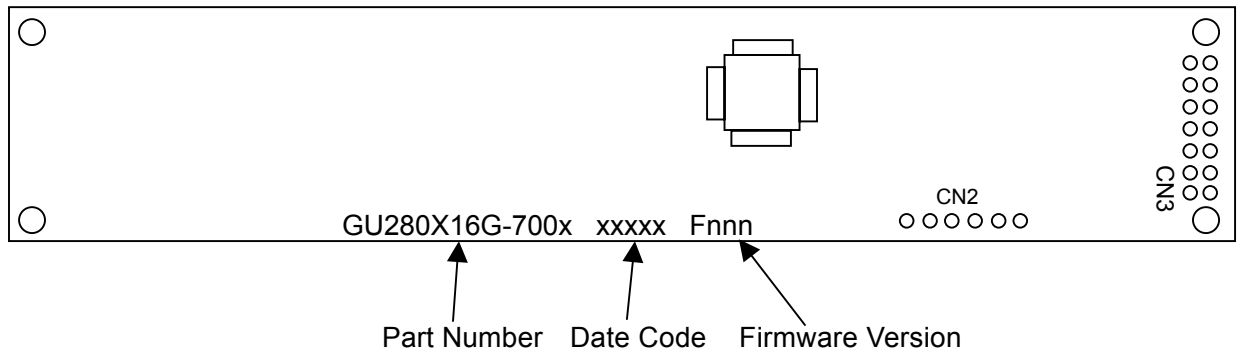 CN3
CN2
GU280X16G-700x xxxxx Fnnn
Part Number Date Code Firmware Version